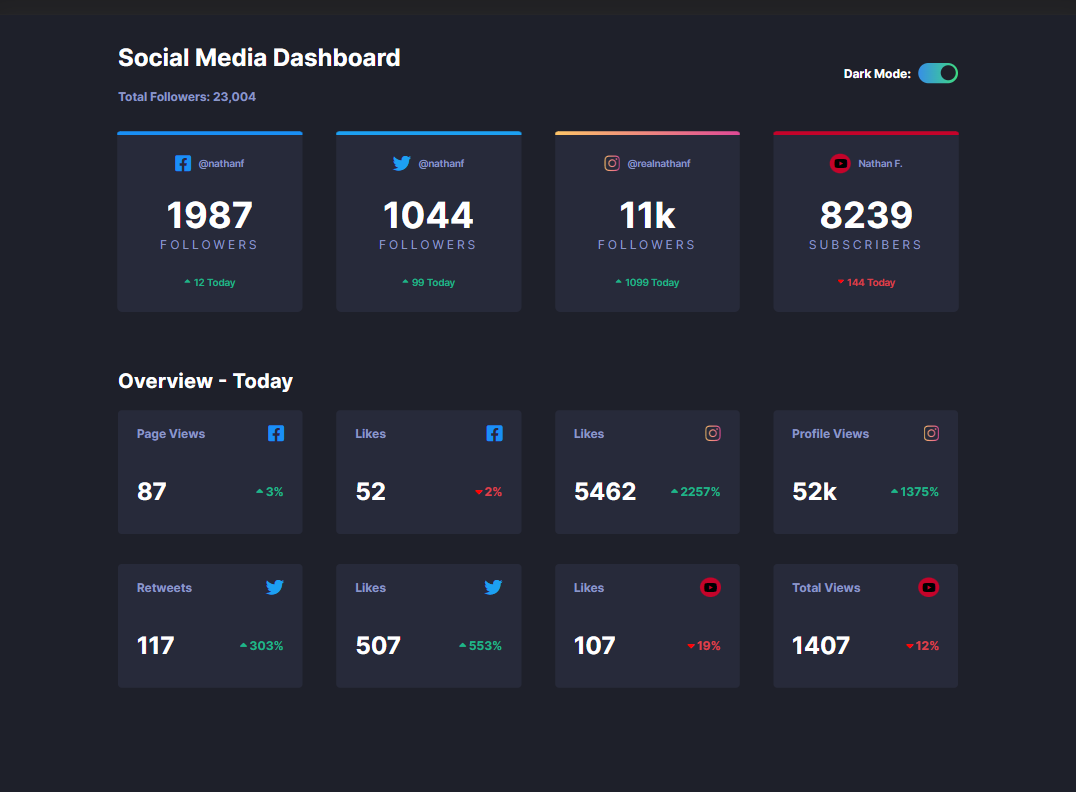 Social Media Dashboard
Dark Mode:
Total Followers: 23,004
@nathanf
1987
FOLLOWERS
12 Today
@nathanf
1044
FOLLOWERS
99 Today
@realnathanf
11k
FOLLOWERS
1099 Today
Nathan F.
8239
SUBSCRIBERS
144 Today
Overview - Today
Page Views
87
3%
Likes
52
2%
Likes
5462
2257%
Profile Views
52k
1375%
Retweets
117
303%
Likes
507
553%
Likes
107
19%
Total Views
1407
12%